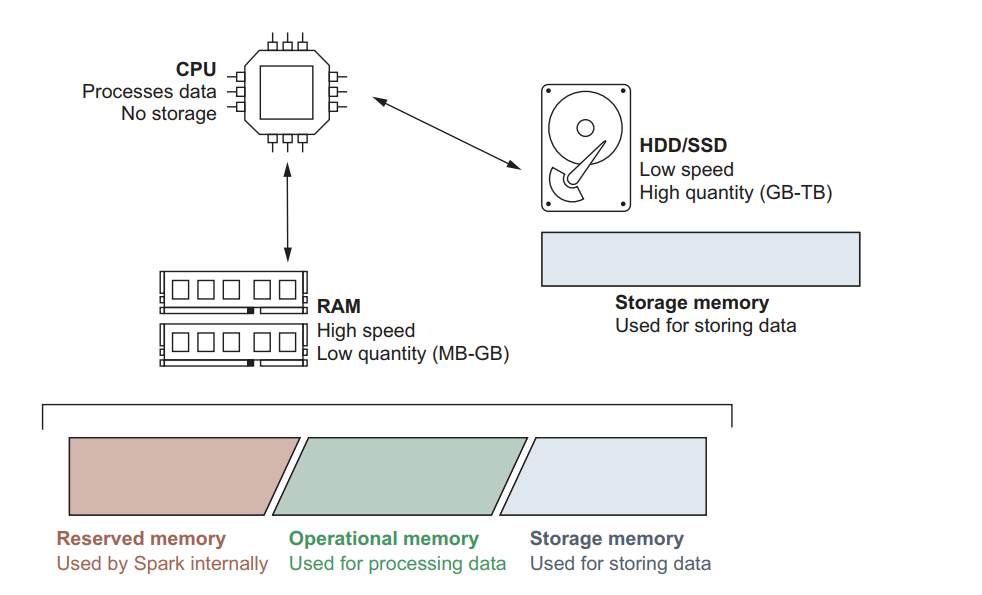 CPU
Processes data
No storage
HDD/SSD
Low speed
High quantity (GB-TB)
Storage memory
Used for storing data
RAM
High speed
Low quantity (MB-GB)
Reserved memory
Used by Spark internally
Operational memory
Used for processing data
Storage memory
Used for storing data